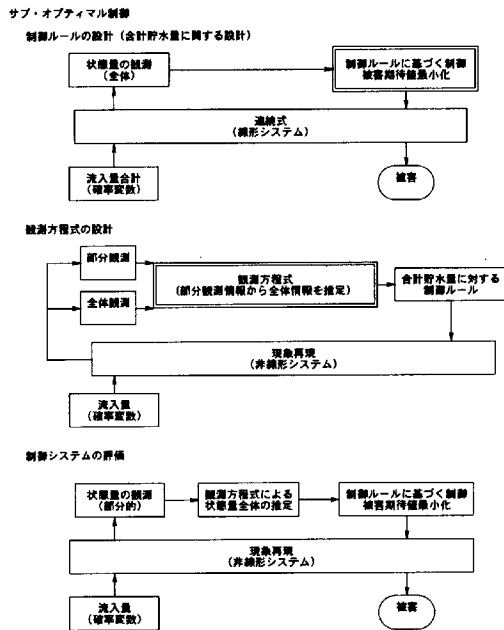 サブ・オプティマル制御
制御ルールの設計(合計貯水量に関する設計)
状態量の観測
(全体)
制御ルールに基づく制御
被害期待値最小化
連続式
(線形システム)
流入量合計
(確率変数)
被害
観測方程式の設計
部分観測
全体観測
観測方程式
(部分観測情報から全体情報を推定)
合計貯水量に対する
制御ルール
現象再現
(非線形システム)
流入量
(確率変数)
制御システムの評価
状態量の観測
(部分的)
観測方程式による
状態量全体の推定
制御ルールに基づく制御
被害期待値最小化
現象再現
(非線形システム)
流入量
(確率変数)
被害